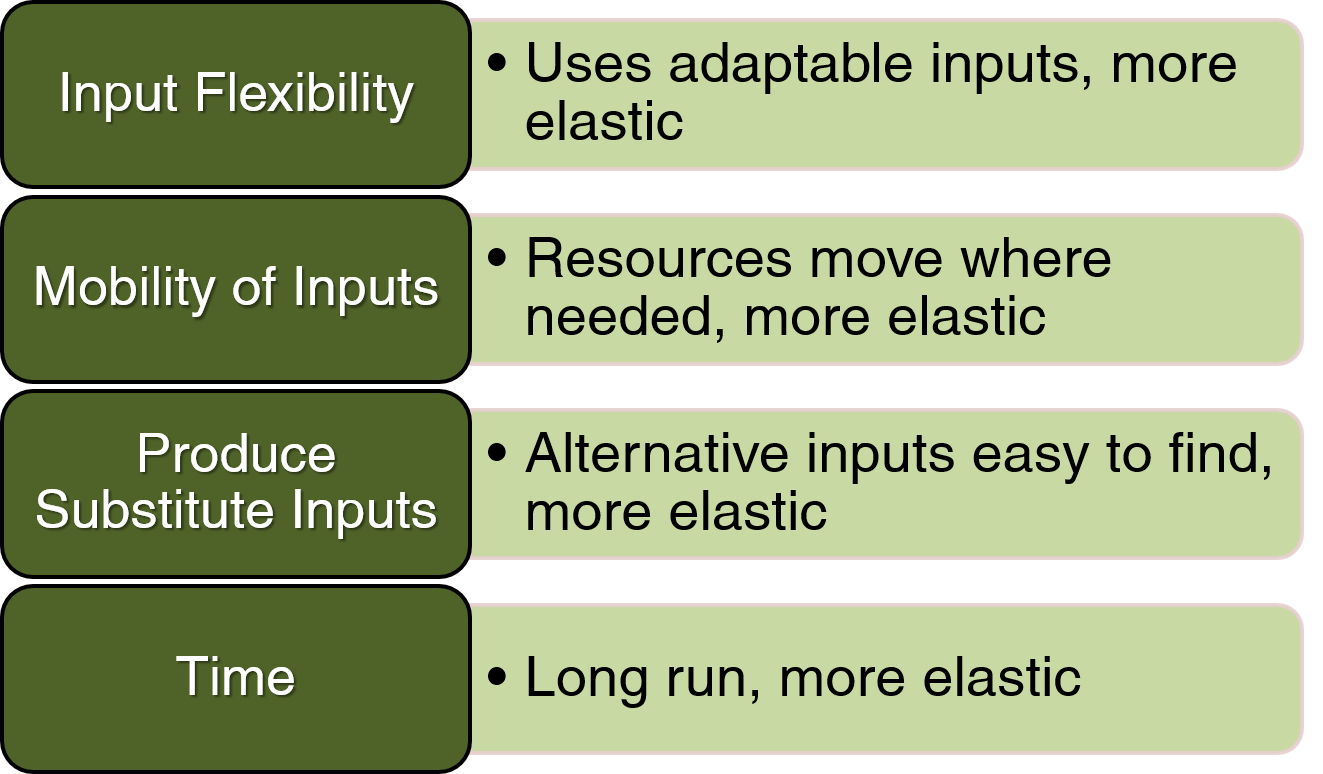 Input Flexibility
• Uses adaptable inputs, more
elastic
Mobility of Inputs
• Resources move where
needed, more elastic
Produce
Substitute Inputs
• Alternative inputs easy to find,
more elastic
Time
• Long run, more elastic